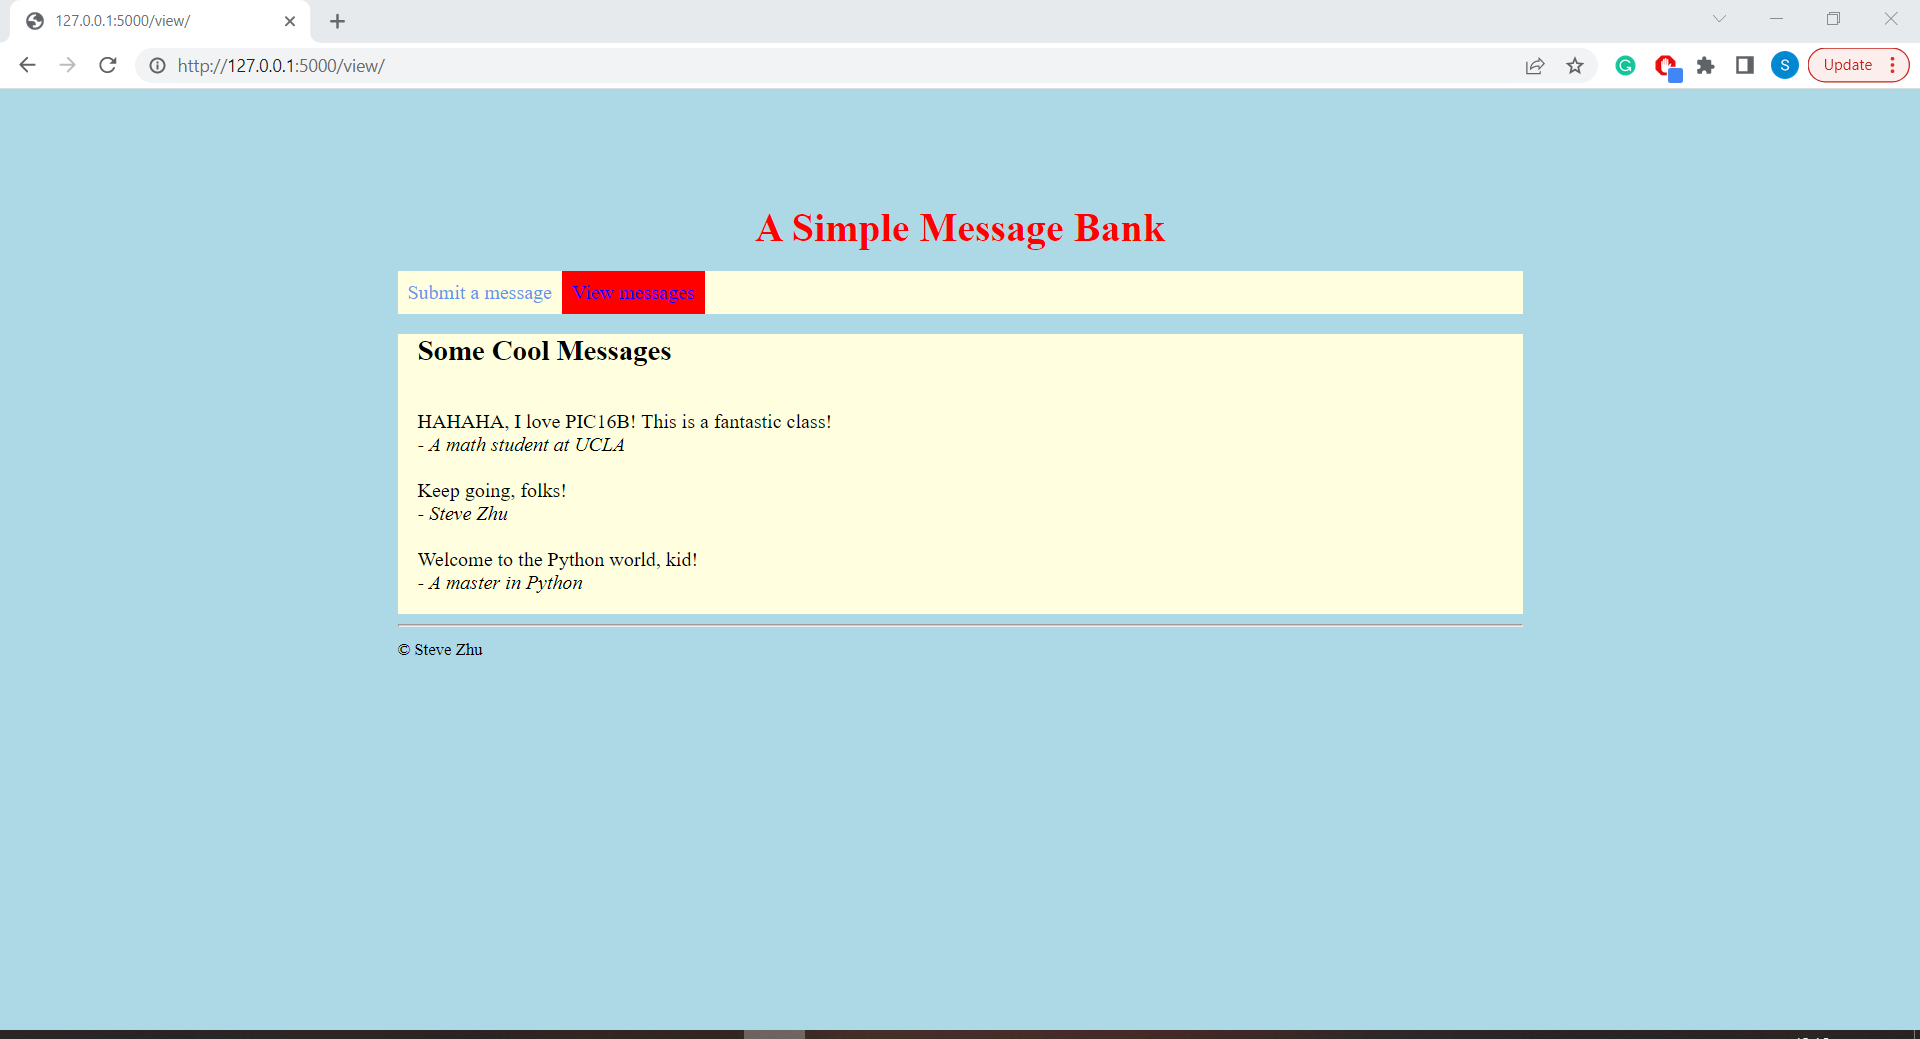 127.0.0.1:5000/view/
http://127.0.0.1:5000/view/
S
Update
A Simple Message Bank
Submit a message View messages
Some Cool Messages
HAHAHA, I love PIC16B! This is a fantastic class!
- A math student at UCLA
Keep going, folks!
- Steve Zhu
Welcome to the Python world, kid!
- A master in Python
© Steve Zhu